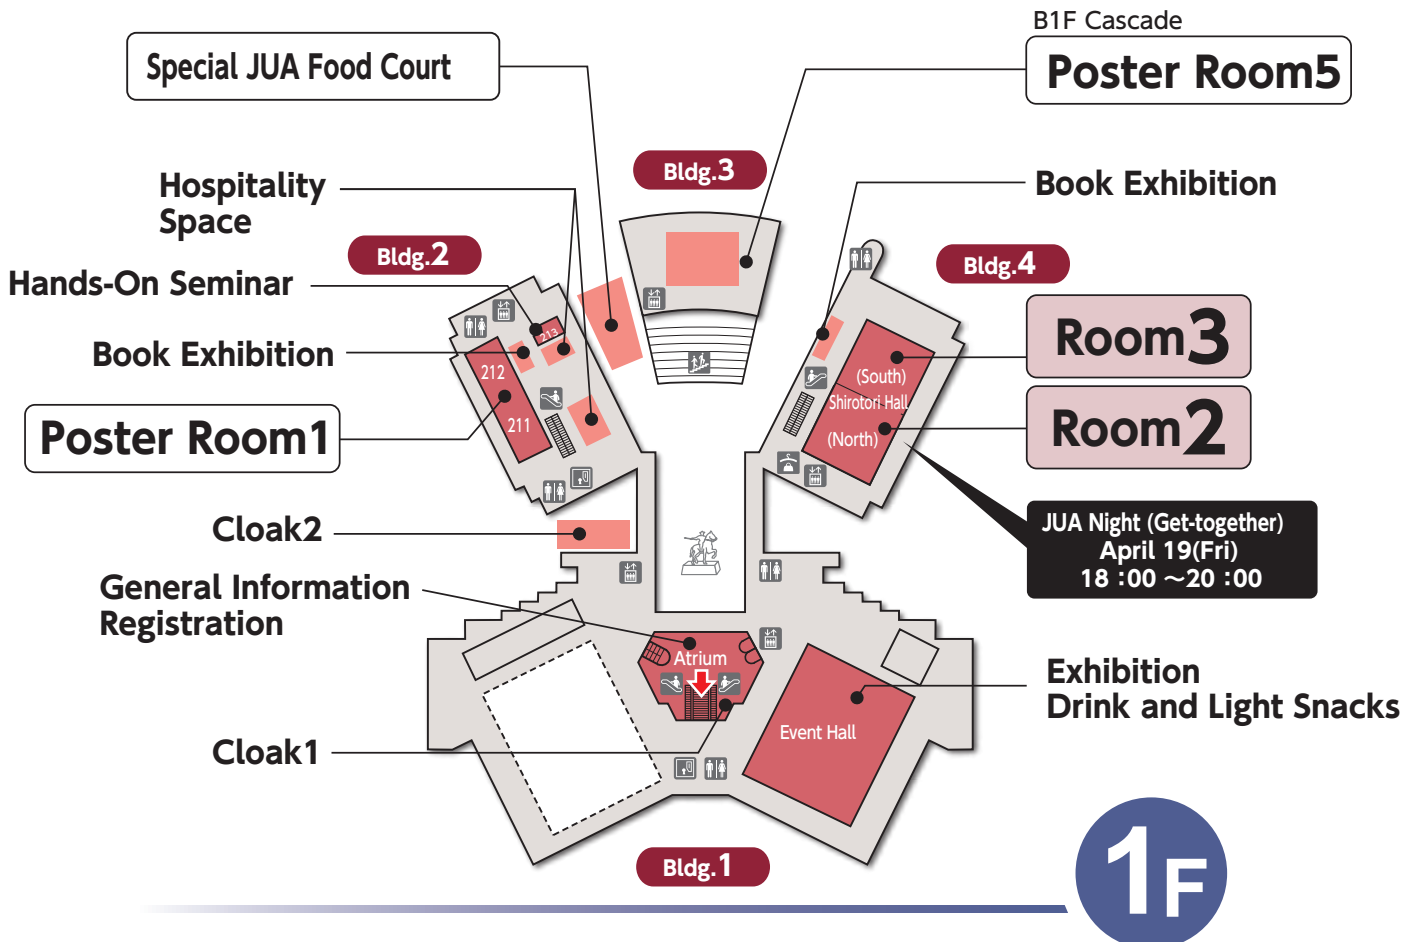 B1F Cascade
Special JUA Food Court
Poster Room5
Bldg.3
Hospitality
Space
Book Exhibition
Bldg.2
Bldg.4
Hands-On Seminar
213
Room3
Book Exhibition
212
(South)
Shirotori Hall
Poster Room1
211
(North)
Room2
Cloak2
JUA Night (Get-together)
April 19(Fri)
18 :00 ～20 :00
General Information
Registration
Atrium
Exhibition
Drink and Light Snacks
Event Hall
Cloak1
Bldg.1
1F